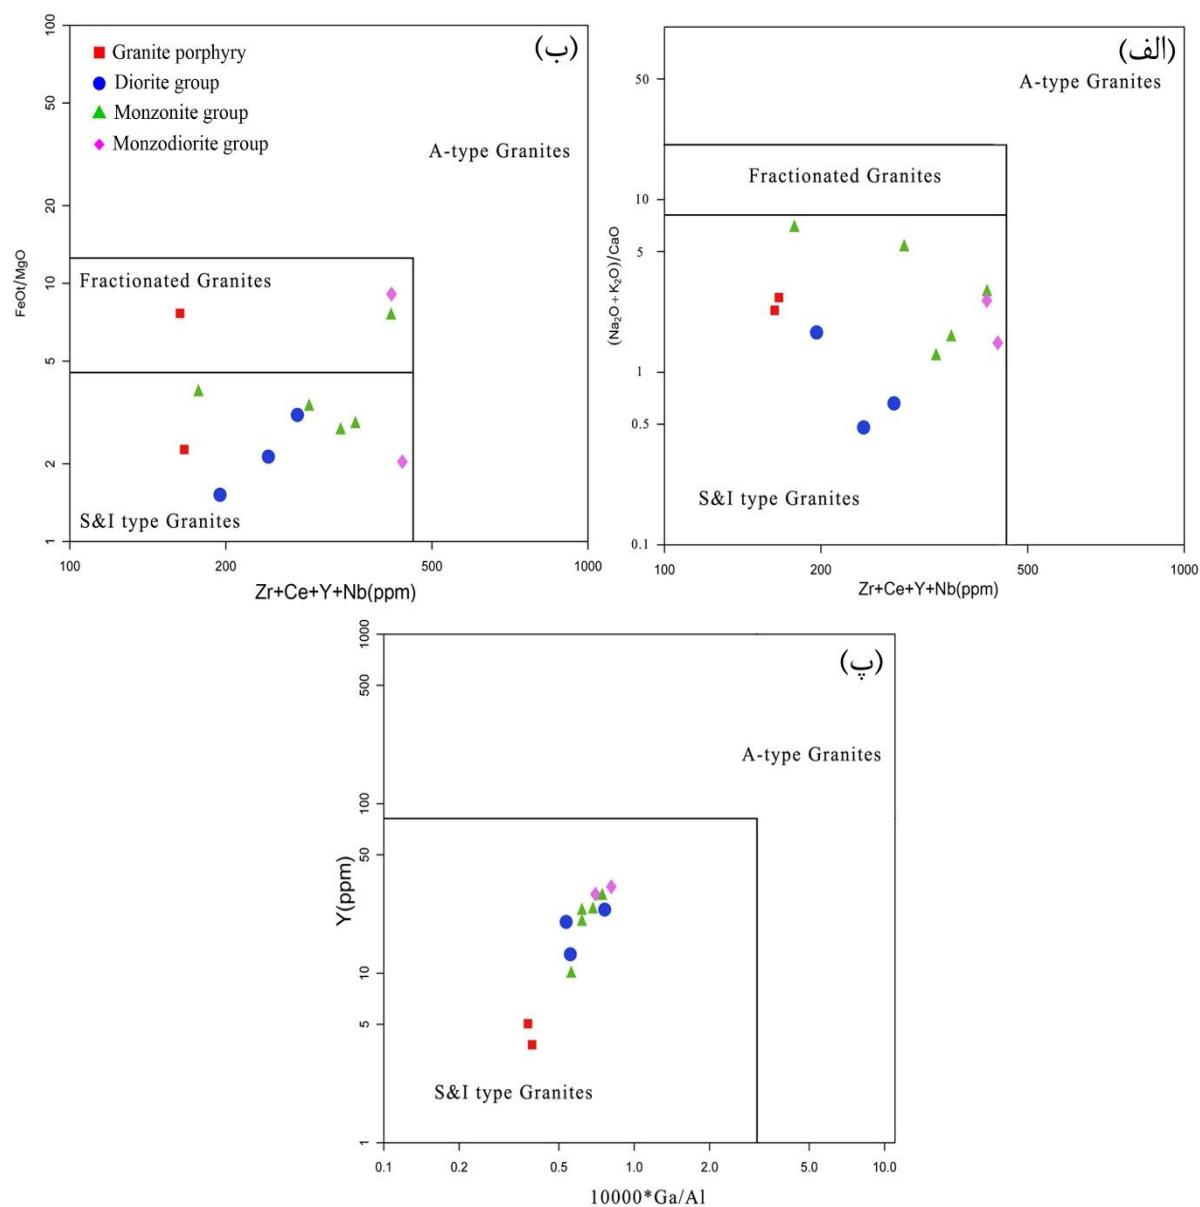 (ب)
Granite porphyry
Diorite group
Monzonite group
Monzodiorite group
A-type Granites
Fractionated Granites
S&I type Granites
FeOt/MgO
100
50
20
10
5
2
1
100
200
500
1000
Zr+Ce+Y+Nb(ppm)
(الف)
A-type Granites
Fractionated Granites
S&I type Granites
(Na₂O+K₂O)/CaO
50
10
5
1
0.5
0.1
100
200
500
1000
Zr+Ce+Y+Nb(ppm)
(پ)
A-type Granites
S&I type Granites
Y(ppm)
1000
500
100
50
10
5
1
0.1
0.2
0.5
1.0
2.0
5.0
10.0
10000*Ga/Al